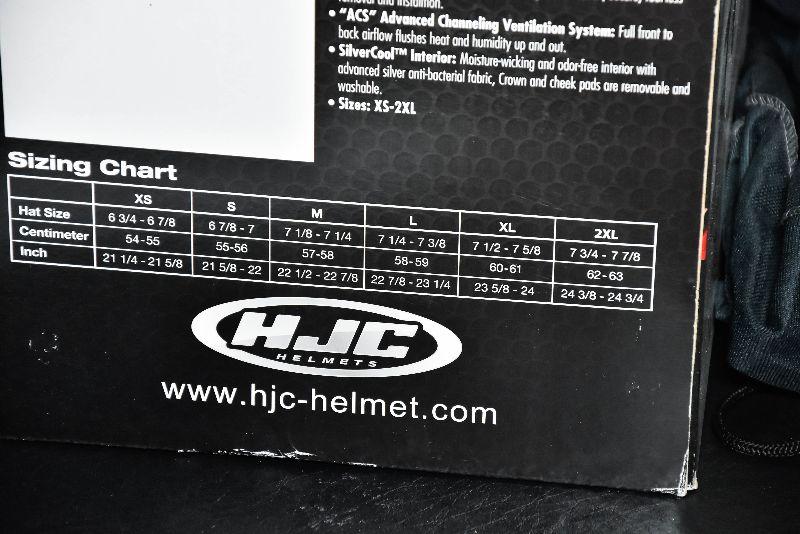 removal and
• "ACS" Advanced Channeling Ventilation System: Full front to
back airflow flushes heat and humidity up and out.
• SilverCool™ Interior: Moisture-wicking and odor-free interior with
advanced silver anti-bacterial fabric, Crown and cheek pads are removable and
washable.
• Sizes: XS-2XL
Sizing Chart
XS S M L XL 2XL
Hat Size 6 3/4 - 6 7/8 6 7/8 - 7 7 1/8 - 7 1/4 7 1/4 - 7 3/8 7 1/2 - 7 5/8 7 3/4 - 7 7/8
Centimeter 54-55 55-56 57-58 58-59 60-61 62-63
Inch 21 1/4 - 21 5/8 21 5/8 - 22 22 1/2 - 22 7/8 22 7/8 - 23 1/4 23 5/8 - 24 24 3/8 - 24 3/4
HJC
HELMETS
www.hjc-helmet.com